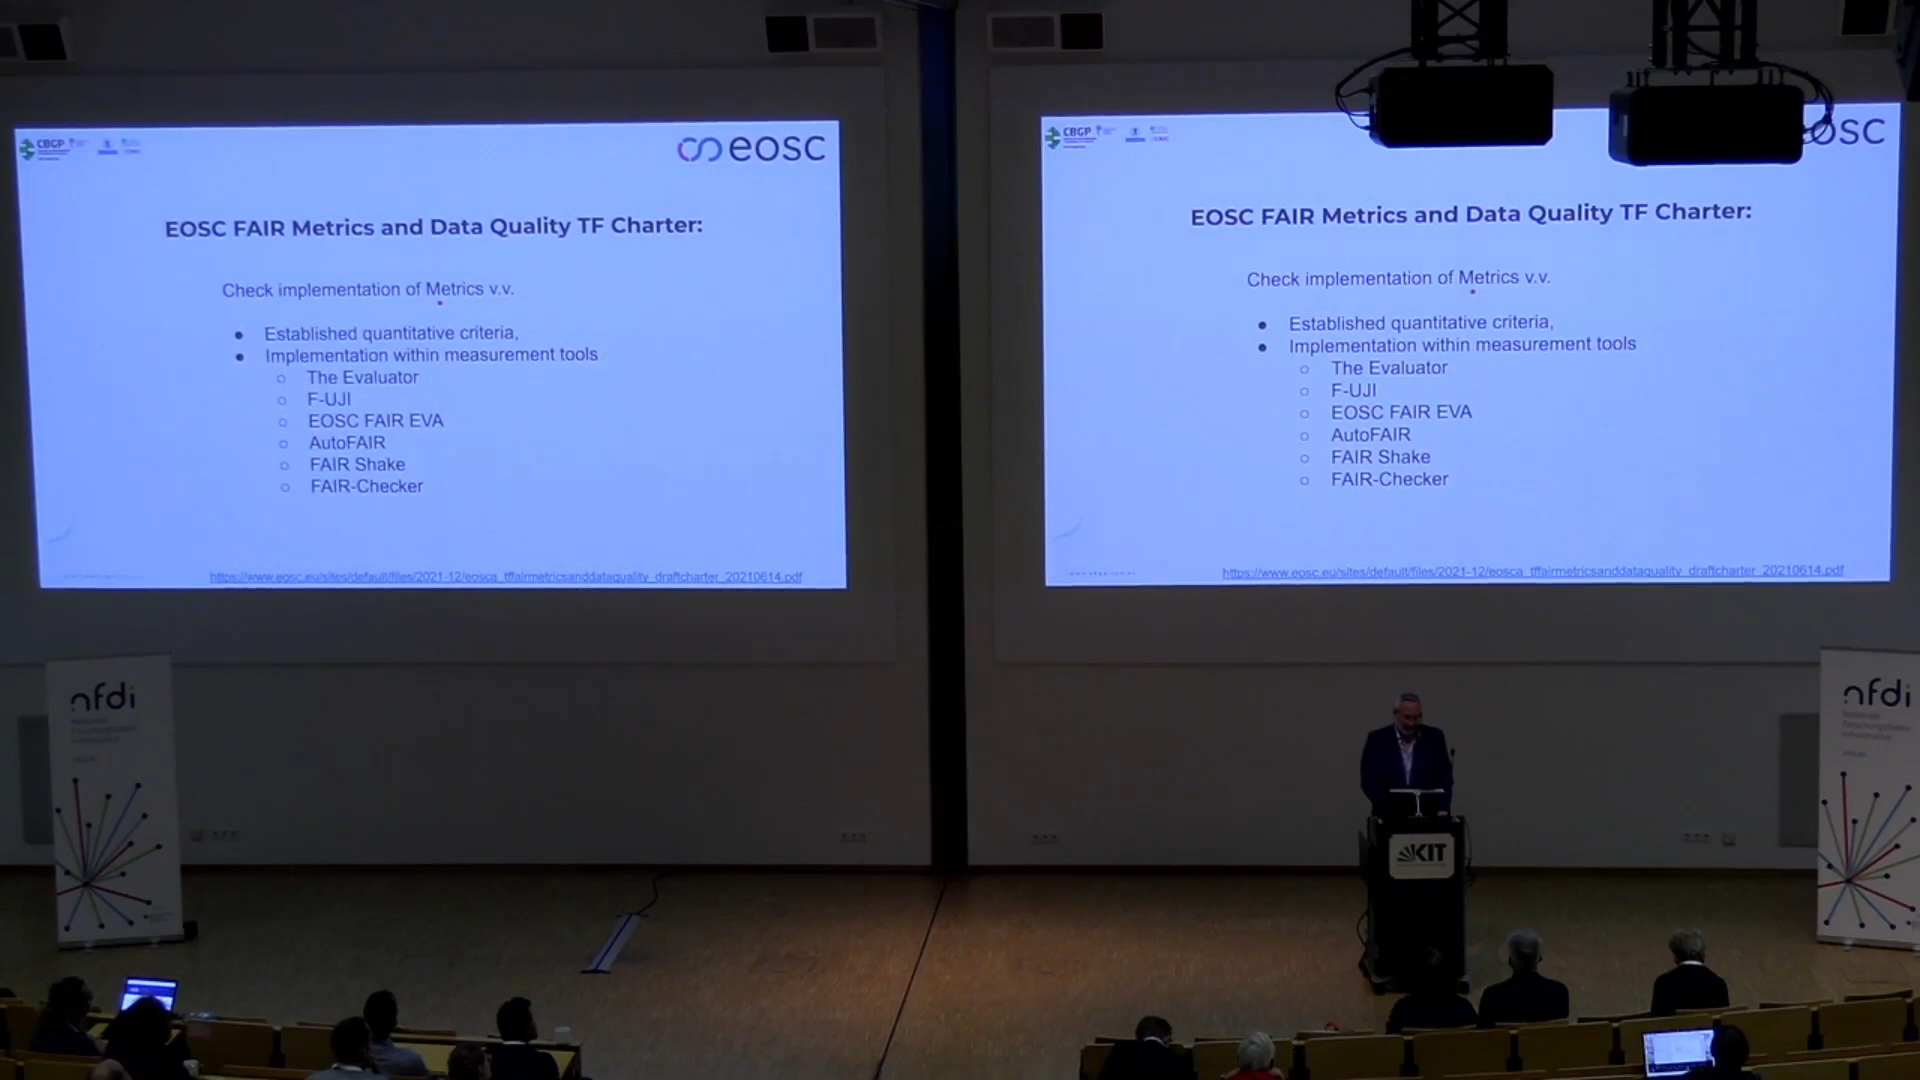 CBGP
eosc
EOSC FAIR Metrics and Data Quality TF Charter:
Check implementation of Metrics v.v.
● Established quantitative criteria,
● Implementation within measurement tools
○ The Evaluator
○ F-UJI
○ EOSC FAIR EVA
○ AutoFAIR
○ FAIR Shake
○ FAIR-Checker
https://www.eosc.eu/sites/default/files/2021-12/eosca_tffairmetricsanddataquality_draftcharter_20210614.pdf
CBGP
osc
EOSC FAIR Metrics and Data Quality TF Charter:
Check implementation of Metrics v.v.
● Established quantitative criteria,
● Implementation within measurement tools
○ The Evaluator
○ F-UJI
○ EOSC FAIR EVA
○ AutoFAIR
○ FAIR Shake
○ FAIR-Checker
https://www.eosc.eu/sites/default/files/2021-12/eosca_tffairmetricsanddataquality_draftcharter_20210614.pdf
nfdi
nfdi
KIT